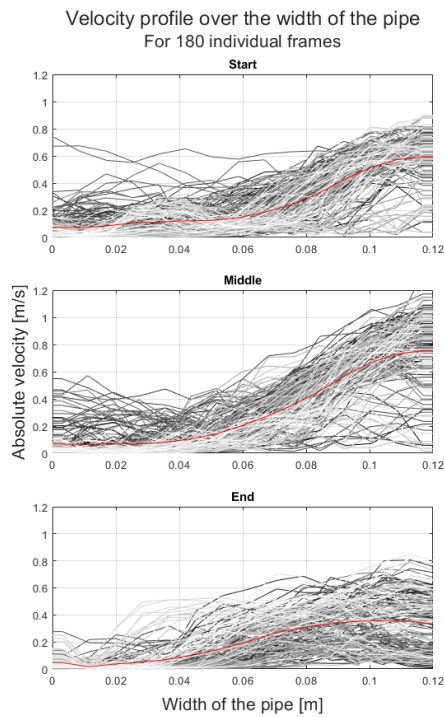 Velocity profile over the width of the pipe
For 180 individual frames
Start
1.2
1
0.8
0.6
0.4
0.2
0
0 0.02 0.04 0.06 0.08 0.1 0.12
Middle
Absolute velocity [m/s]
1.2
1
0.8
0.6
0.4
0.2
0
0 0.02 0.04 0.06 0.08 0.1 0.12
End
1.2
1
0.8
0.6
0.4
0.2
0
0 0.02 0.04 0.06 0.08 0.1 0.12
Width of the pipe [m]